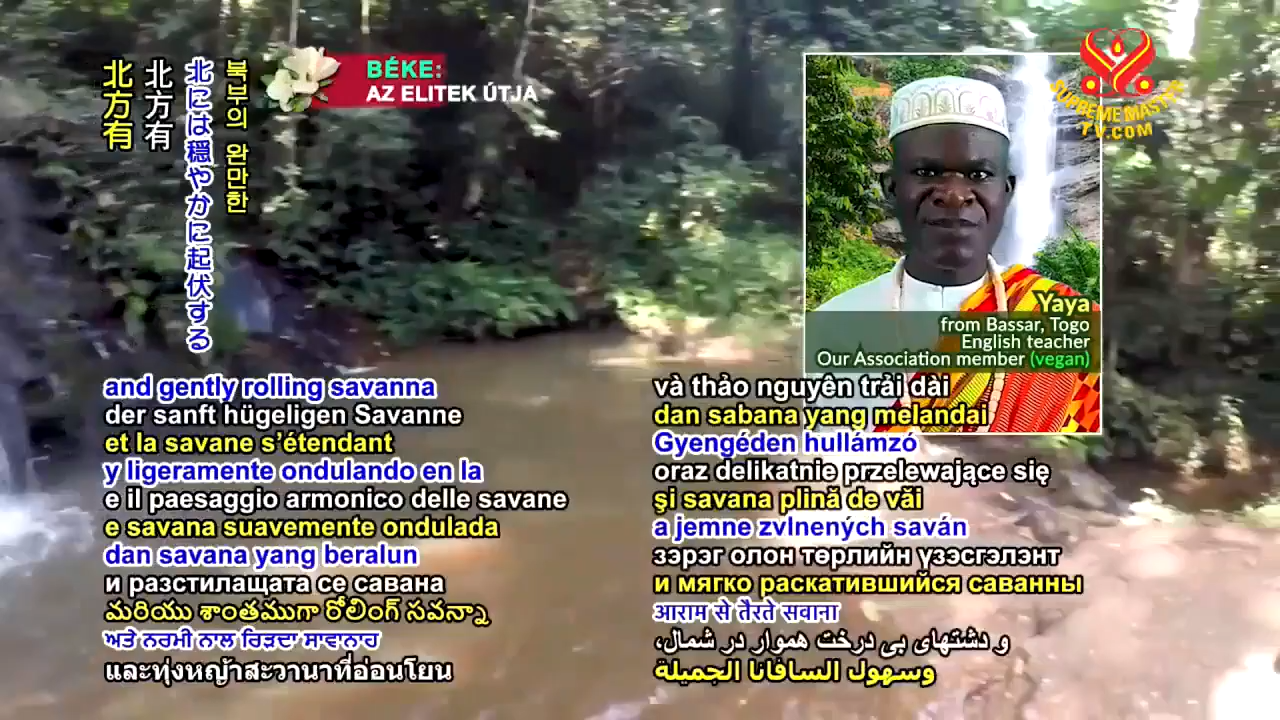 北方有
北方有
北には穏やかに起伏する
북부의 완만한
BÉKE:
AZ ELITEK ÚTJA
SUPREME MASTER
TV.COM
Yaya
from Bassar, Togo
English teacher
Our Association member (vegan)
and gently rolling savanna
der sanft hügeligen Savanne
et la savane s'étendant
y ligeramente ondulando en la
e il paesaggio armonico delle savane
e savana suavemente ondulada
dan savana yang beralun
и разстилащата се савана
మరియు శాంతముగా రోలింగ్ సవన్నా
ਅਤੇ ਨਰਮੀ ਨਾਲ ਰਿੜਦਾ ਸਾਵਾਨਾਹ
และทุ่งหญ้าสะวานาที่อ่อนโยน
và thảo nguyên trải dài
dan sabana yang melandai
Gyengéden hullámzó
oraz delikatnie przelewające się
şi savana plină de văi
a jemne zvlnených saván
зэрэг олон төрлийн үзэсгэлэнт
и мягко раскатившийся саванны
आराम से तैरते सवाना
و دشتهای بی درخت هموار در شمال،
وسهول السافانا الجميلة